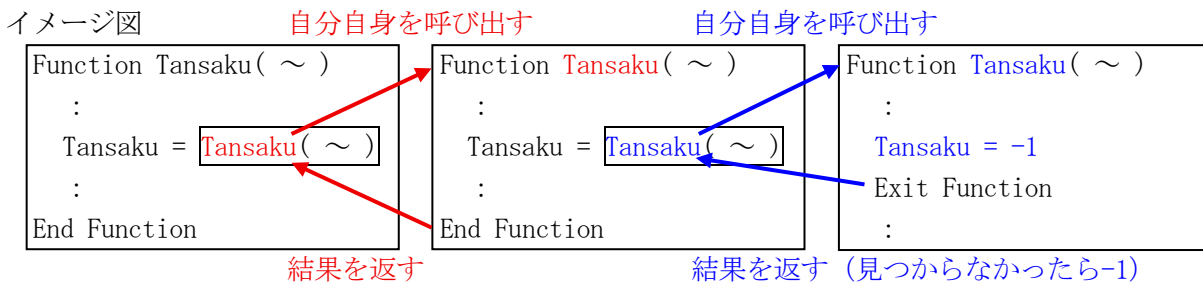 イメージ図
自分自身を呼び出す
自分自身を呼び出す
Function Tansaku( ～ )
:
Tansaku = Tansaku( ～ )
:
End Function
Function Tansaku( ～ )
:
Tansaku = Tansaku( ～ )
:
End Function
Function Tansaku( ～ )
:
Tansaku = -1
Exit Function
:
結果を返す
結果を返す（見つからなかったら-1）